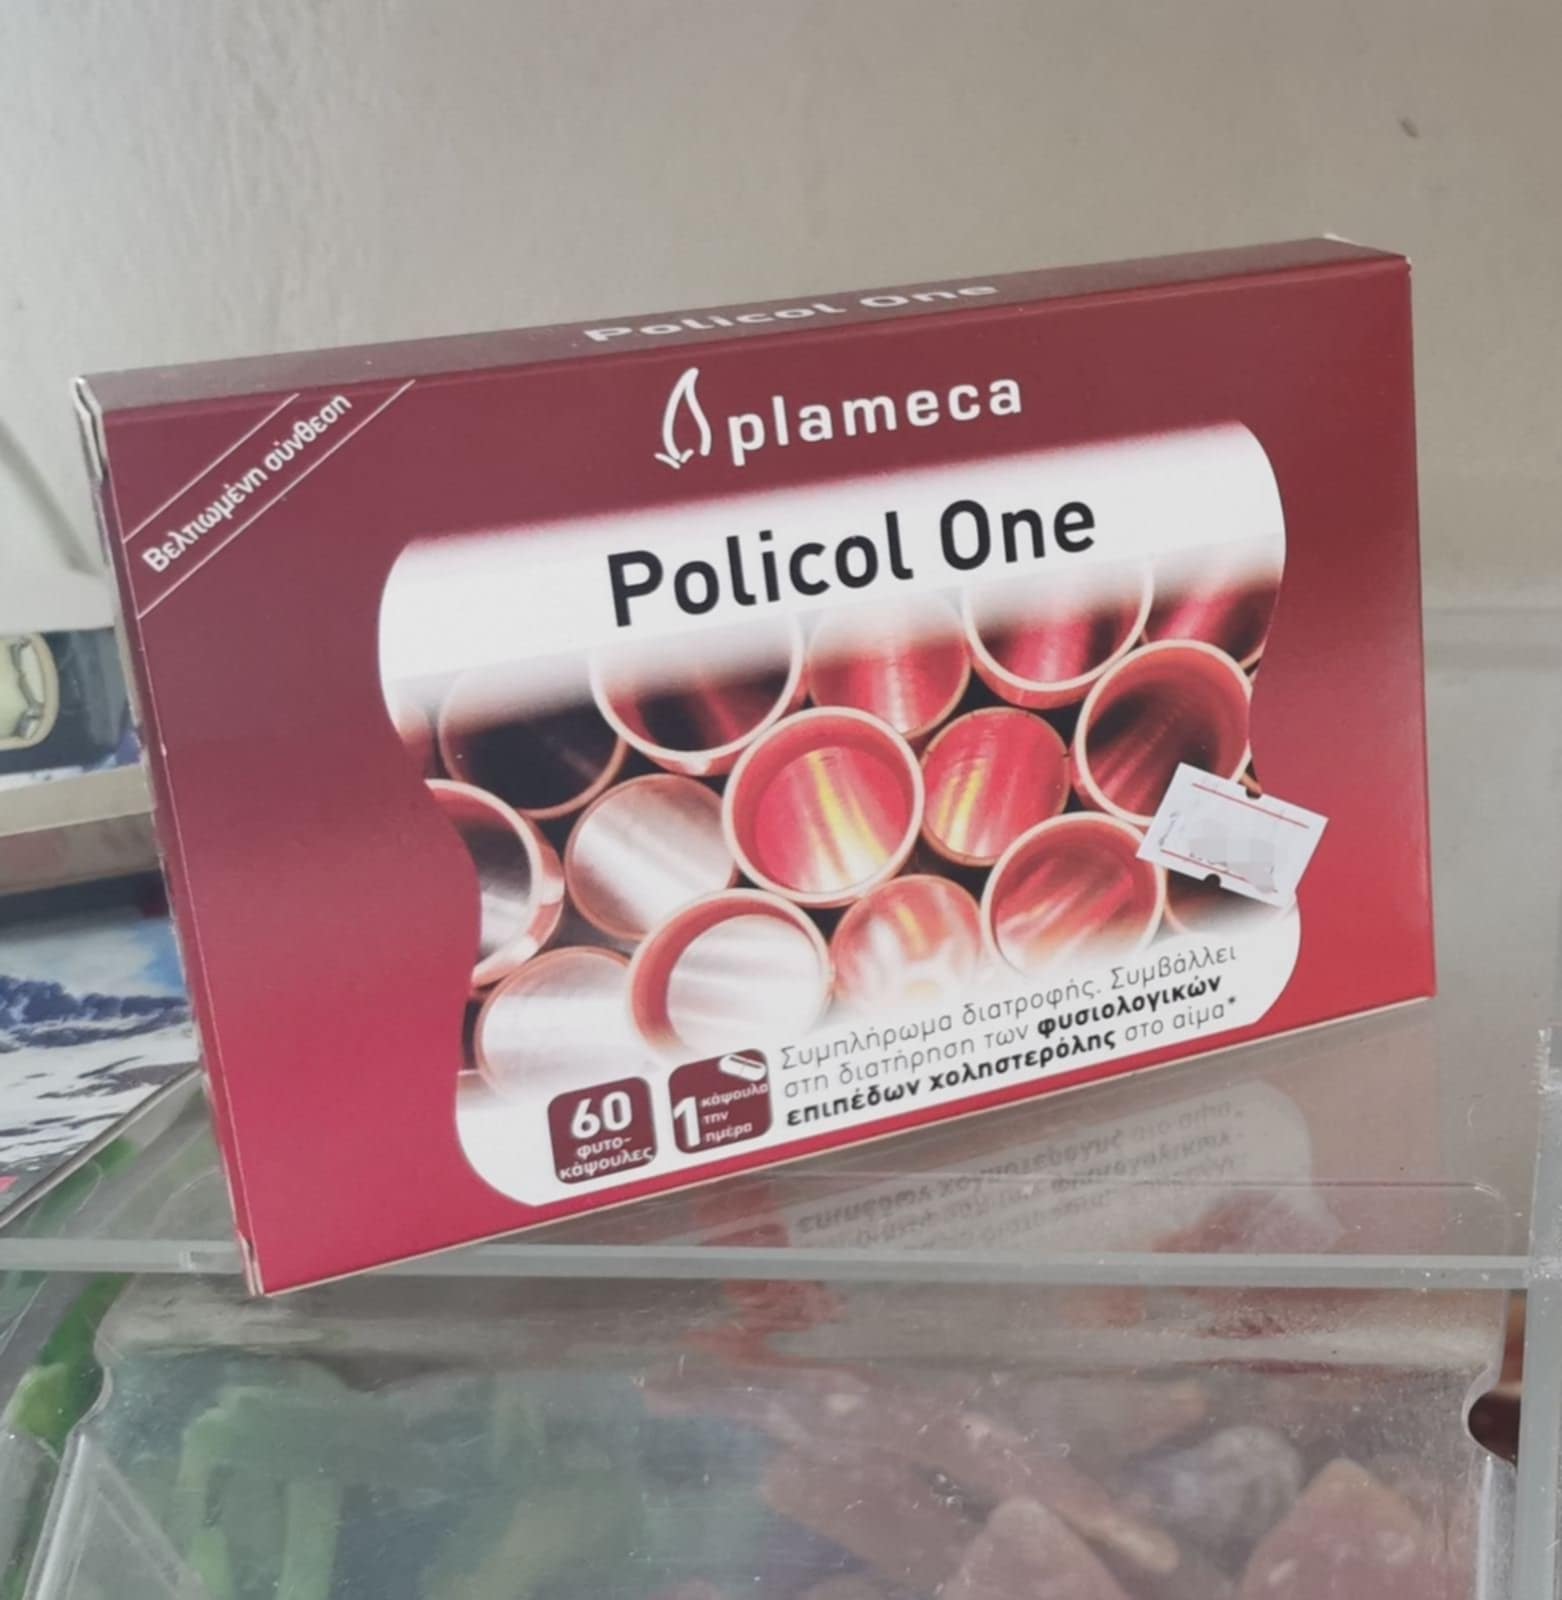 Policol One
Βελτιωμένη σύνθεση
plameca
Policol One
Συμπλήρωμα διατροφής. Συμβάλλει
στη διατήρηση των φυσιολογικών
επιπέδων χοληστερόλης στο αίμα*
60
φυτο-
κάψουλες
1 κάψουλα
την
ημέρα